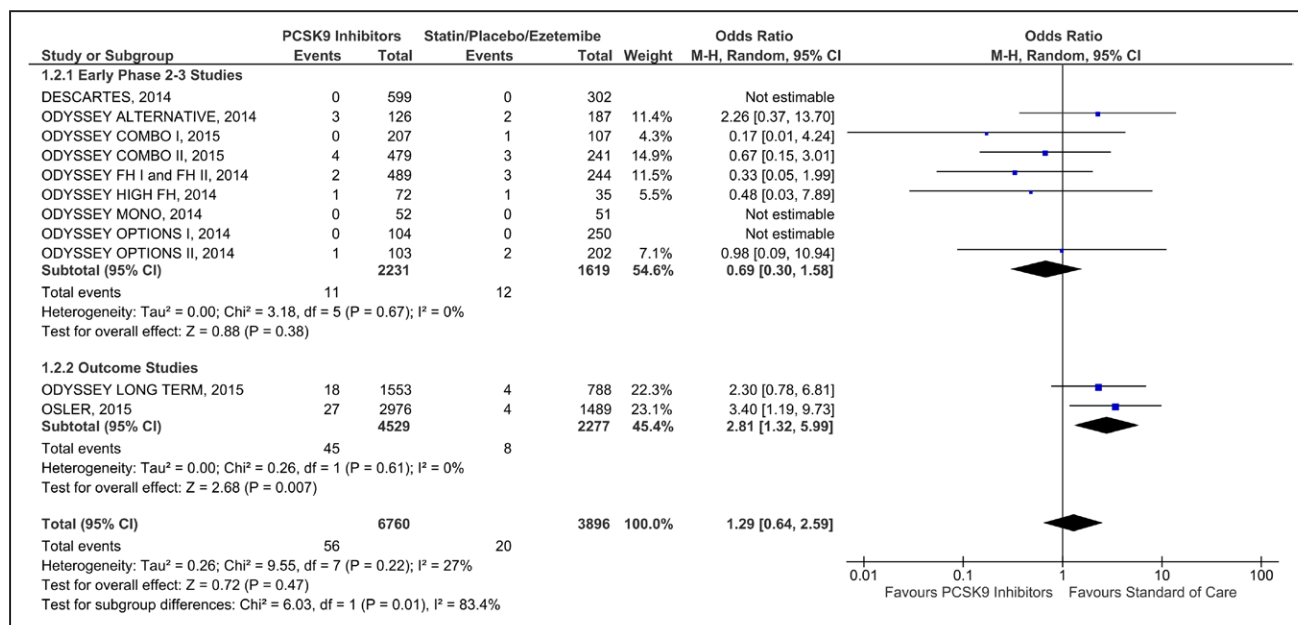 PCSK9 Inhibitors Statin/Placebo/Ezetemibe Odds Ratio Odds Ratio
Study or Subgroup Events Total Events Total Weight M-H, Random, 95% CI M-H, Random, 95% CI
1.2.1 Early Phase 2-3 Studies
DESCARTES, 2014 0 599 0 302 Not estimable
ODYSSEY ALTERNATIVE, 2014 3 126 2 187 11.4% 2.26 [0.37, 13.70]
ODYSSEY COMBO I, 2015 0 207 1 107 4.3% 0.17 [0.01, 4.24]
ODYSSEY COMBO II, 2015 4 479 3 241 14.9% 0.67 [0.15, 3.01]
ODYSSEY FH I and FH II, 2014 2 489 3 244 11.5% 0.33 [0.05, 1.99]
ODYSSEY HIGH FH, 2014 1 72 1 35 5.5% 0.48 [0.03, 7.89]
ODYSSEY MONO, 2014 0 52 0 51 Not estimable
ODYSSEY OPTIONS I, 2014 0 104 0 250 Not estimable
ODYSSEY OPTIONS II, 2014 1 103 2 202 7.1% 0.98 [0.09, 10.94]
Subtotal (95% CI) 2231 1619 54.6% 0.69 [0.30, 1.58]
Total events 11 12
Heterogeneity: Tau² = 0.00; Chi² = 3.18, df = 5 (P = 0.67); I² = 0%
Test for overall effect: Z = 0.88 (P = 0.38)
1.2.2 Outcome Studies
ODYSSEY LONG TERM, 2015 18 1553 4 788 22.3% 2.30 [0.78, 6.81]
OSLER, 2015 27 2976 4 1489 23.1% 3.40 [1.19, 9.73]
Subtotal (95% CI) 4529 2277 45.4% 2.81 [1.32, 5.99]
Total events 45 8
Heterogeneity: Tau² = 0.00; Chi² = 0.26, df = 1 (P = 0.61); I² = 0%
Test for overall effect: Z = 2.68 (P = 0.007)
Total (95% CI) 6760 3896 100.0% 1.29 [0.64, 2.59]
Total events 56 20
Heterogeneity: Tau² = 0.26; Chi² = 9.55, df = 7 (P = 0.22); I² = 27%
Test for overall effect: Z = 0.72 (P = 0.47)
Test for subgroup differences: Chi² = 6.03, df = 1 (P = 0.01), I² = 83.4%
0.01 0.1 1 10 100
Favours PCSK9 Inhibitors Favours Standard of Care